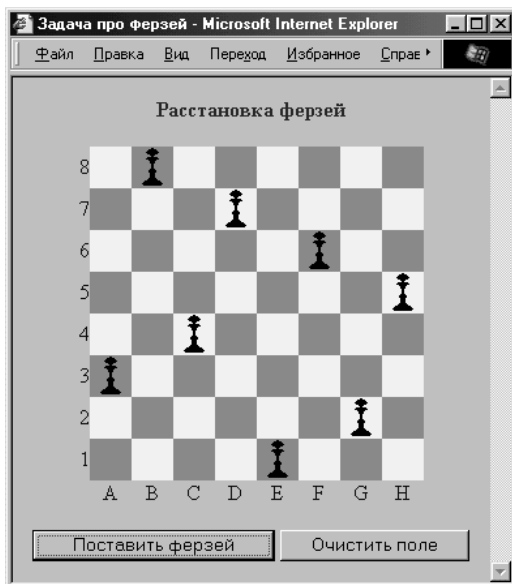 Задача про ферзей - Microsoft Internet Explorer
Файл Правка Вид Переход Избранное Справ
Расстановка ферзей
8
7
6
5
4
3
2
1
A B C D E F G H
Поставить ферзей Очистить поле